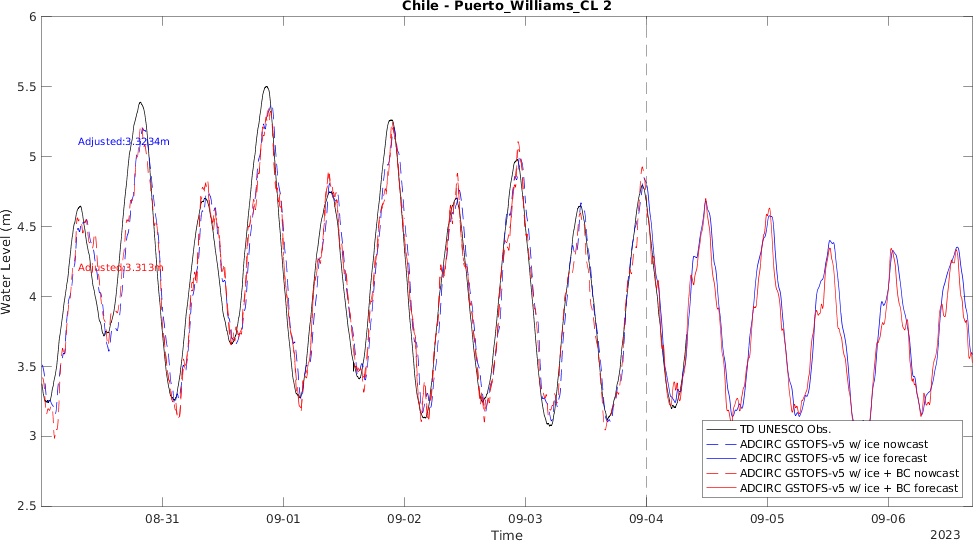 Chile - Puerto_Williams_CL 2
6
5.5
5
4.5
4
3.5
3
2.5
Water Level (m)
Adjusted:3.3234m
Adjusted:3.313m
TD UNESCO Obs.
ADCIRC GSTOFS-v5 w/ ice nowcast
ADCIRC GSTOFS-v5 w/ ice forecast
ADCIRC GSTOFS-v5 w/ ice + BC nowcast
ADCIRC GSTOFS-v5 w/ ice + BC forecast
08-31
09-01
09-02
09-03
09-04
09-05
09-06
Time
2023